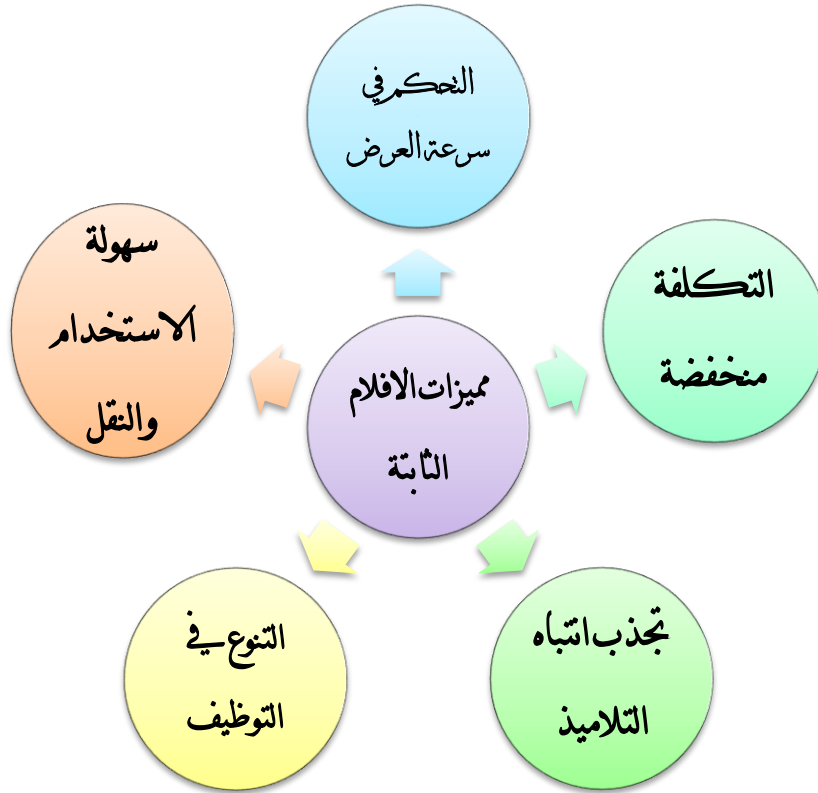 التحكم في
سرعة العرض
التكلفة
منخفضة
تجذب انتباه
التلاميذ
التنوع في
التوظيف
سهولة
الاستخدام
والنقل
مميزات الافلام
الثابتة